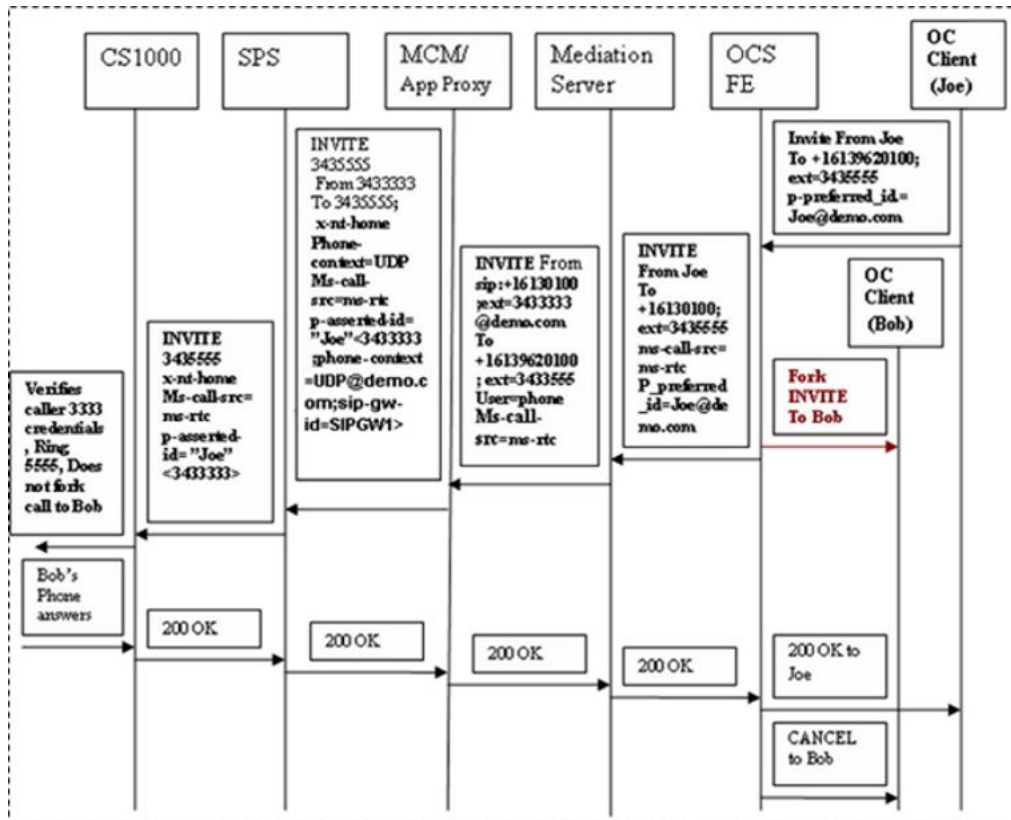 CS1000
SPS
MCM/
App Proxy
Mediation
Server
OCS
FE
OC
Client
(Joe)
Invite From Joe
To +16139620100;
ext=3435555
p-preferred_id=
Joe@demo.com
OC
Client
(Bob)
Fork
INVITE
To Bob
INVITE
From Joe
To
+16130100;
ext=3435555
ms-call-src=
ms-rtc
P_preferred
_id=Joe@de
mo.com
INVITE From
sip:+16130100
;ext=3433333
@demo.com
To
+16139620100
; ext=3433555
User=phone
Ms-call-
src=ms-rtc
INVITE
3435555
From 3433333
To 3435555;
x-nt-home
Phone-
context=UDP
Ms-call-
src=ms-rtc
p-asserted-id=
"Joe"<3433333
;phone-context
=UDP@demo.c
om;sip-gw-
id=SIPGW1>
INVITE
3435555
x-nt-home
Ms-call-src=
ms-rtc
p-asserted-
id= "Joe"
<3433333>
Verifies
caller 3333
credentials
, Ring
5555, Does
not fork
call to Bob
Bob's
Phone
answers
200 OK
200 OK
200 OK
200 OK
200 OK to
Joe
CANCEL
to Bob